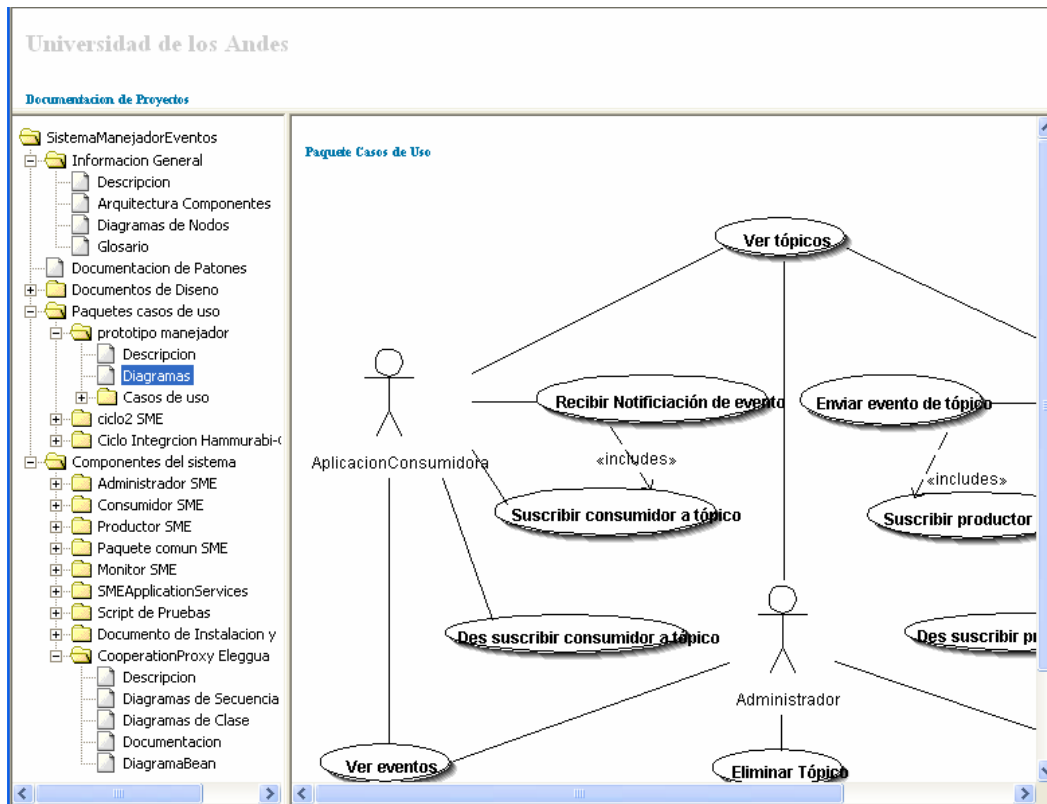 Universidad de los Andes
Documentacion de Proyectos
SistemaManejadorEventos
Informacion General
Descripcion
Arquitectura Componentes
Diagramas de Nodos
Glosario
Documentacion de Patones
Documentos de Diseno
Paquetes casos de uso
prototipo manejador
Descripcion
Diagramas
Casos de uso
ciclo2 SME
Ciclo Integrcion Hammurabi-
Componentes del sistema
Administrador SME
Consumidor SME
Productor SME
Paquete comun SME
Monitor SME
SMEApplicationServices
Script de Pruebas
Documento de Instalacion y
CooperationProxy Eleggua
Descripcion
Diagramas de Secuencia
Diagramas de Clase
Documentacion
DiagramaBean
Paquete Casos de Uso
Ver tópicos
Recibir Notificiación de evento
Enviar evento de tópico
AplicacionConsumidora
«includes»
«includes»
Suscribir consumidor a tópico
Suscribir productor
Des suscribir consumidor a tópico
Des suscribir
Administrador
Ver eventos
Eliminar Tópico